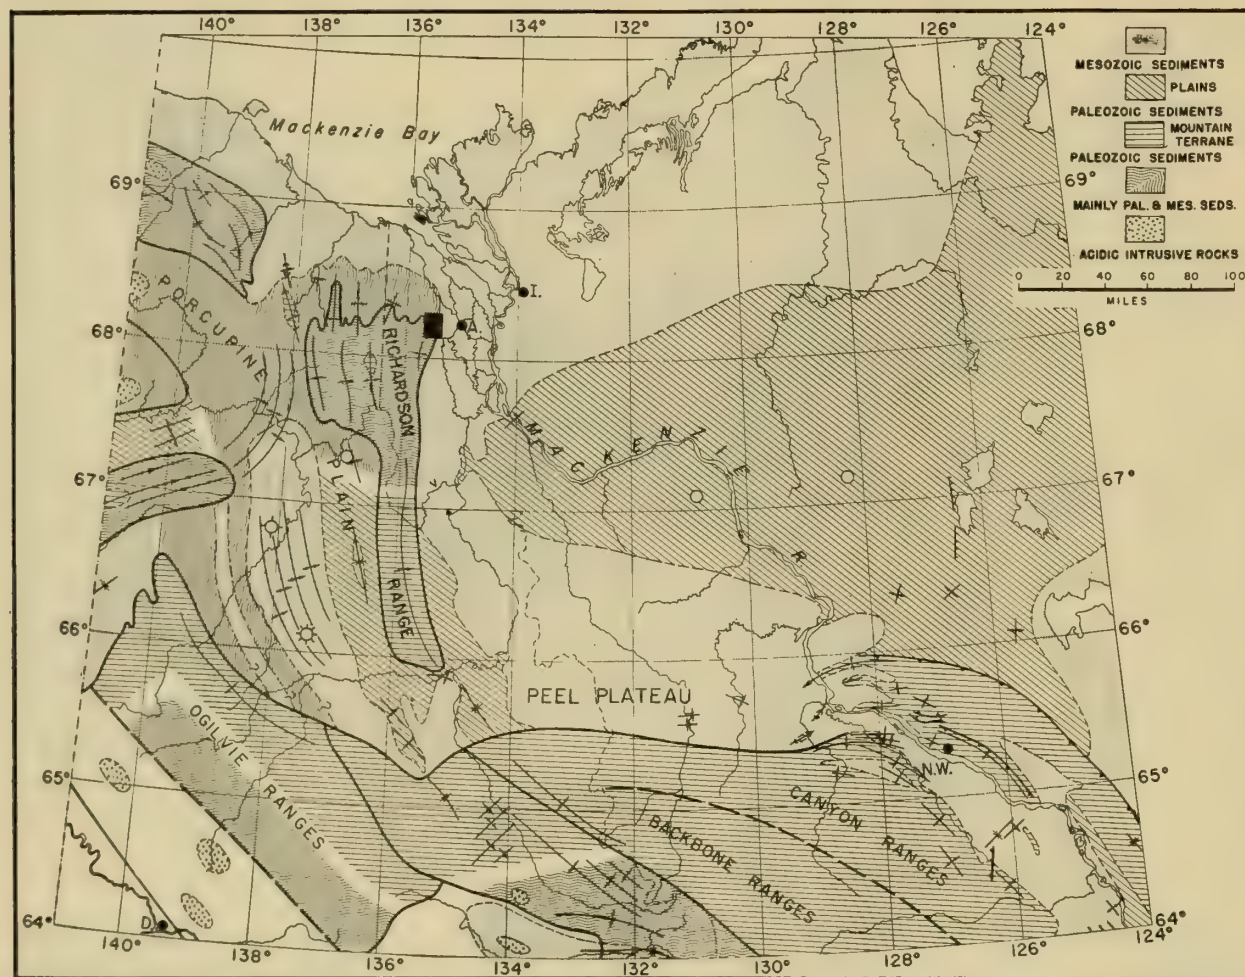 140° 138° 136° 134° 132° 130° 128° 126° 124°
MESOZOIC SEDIMENTS
PLAINS
PALEOZOIC SEDIMENTS
MOUNTAIN
TERRANE
PALEOZOIC SEDIMENTS
MAINLY PAL. & MES. SEDS.
ACIDIC INTRUSIVE ROCKS
0 20 40 60 80 100
MILES
Mackenzie Bay
69° 69°
I.
A.
68° 68°
PORCUPINE
PLAIN
RICHARDSON
RANGE
MACKENZIE
R
67° 67°
66° 66°
PEEL PLATEAU
OGILVIE
RANGES
N.W.
65° 65°
CANYON
RANGES
BACKBONE
RANGES
D.
64° 64°
124°
140° 138° 136° 134° 132° 130° 128° 126°